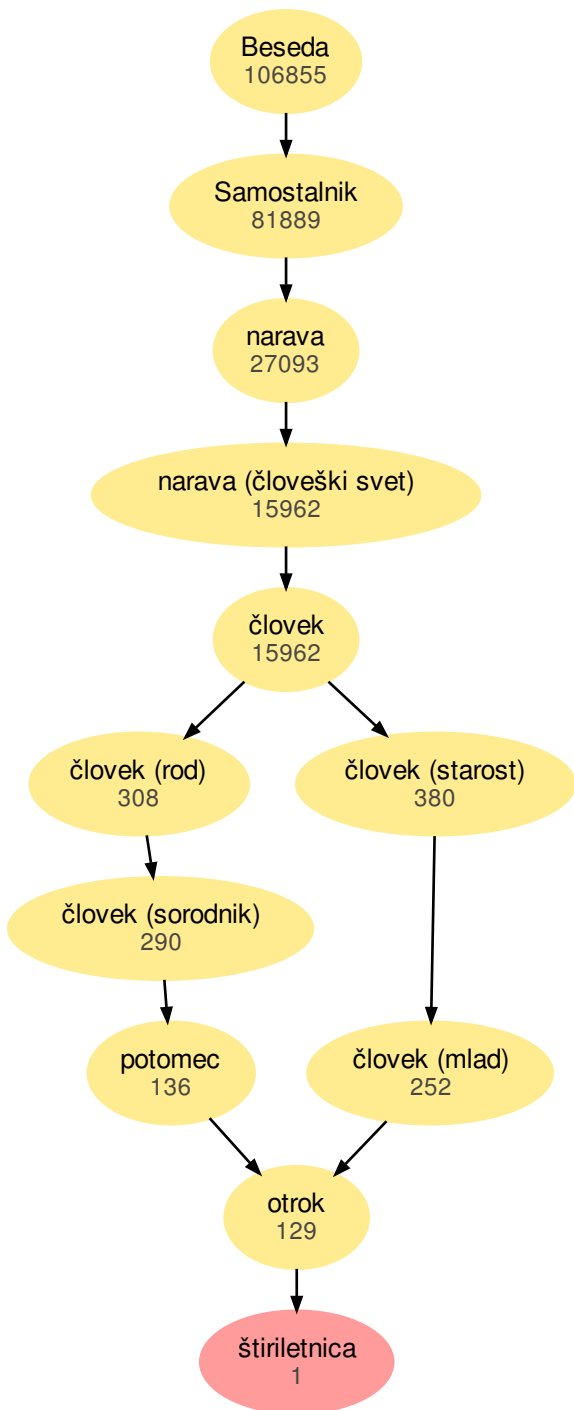 Beseda
106855
Samostalnik
81889
narava
27093
narava (človeški svet)
15962
človek
15962
človek (rod)
308
človek (starost)
380
človek (sorodnik)
290
potomec
136
človek (mlad)
252
otrok
129
štiriletnica
1